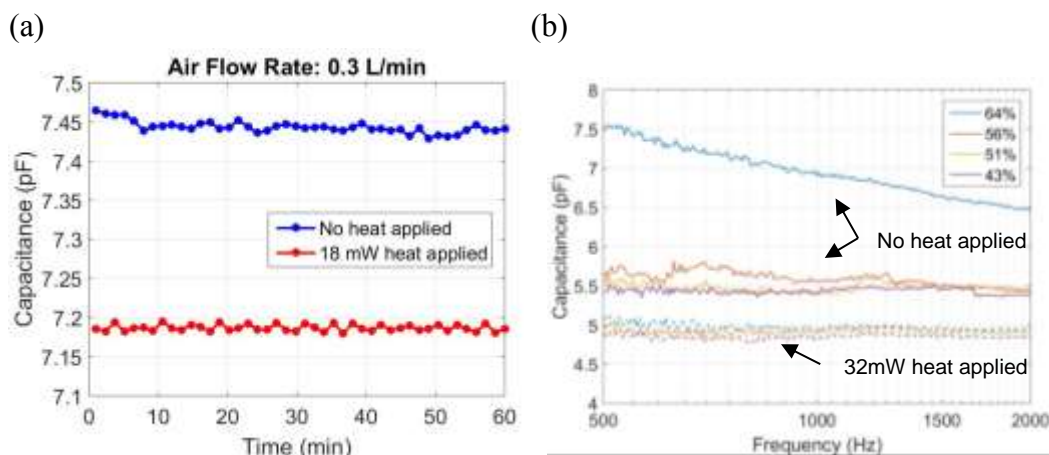 (a)
(b)
Air Flow Rate: 0.3 L/min
7.5
7.45
7.4
7.35
7.3
7.25
7.2
7.15
7.1
Capacitance (pF)
No heat applied
18 mW heat applied
0 10 20 30 40 50 60
Time (min)
8
7.5
7
6.5
6
5.5
5
4.5
4
Capacitance (pF)
64%
56%
51%
43%
No heat applied
32mW heat applied
500 1000 1500 2000
Frequency (Hz)